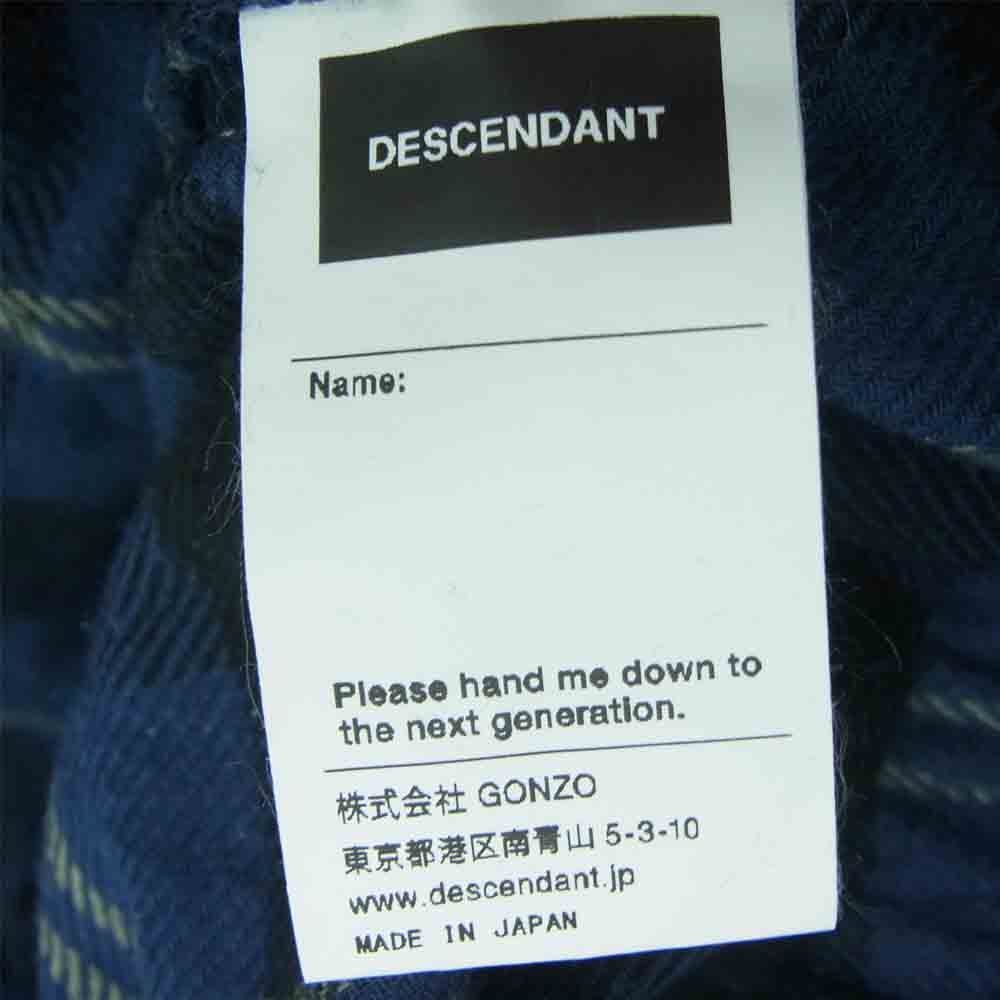 DESCENDANT
Name:
Please hand me down to
the next generation.
株式会社 GONZO
東京都港区南青山 5-3-10
www.descendant.jp
MADE IN JAPAN